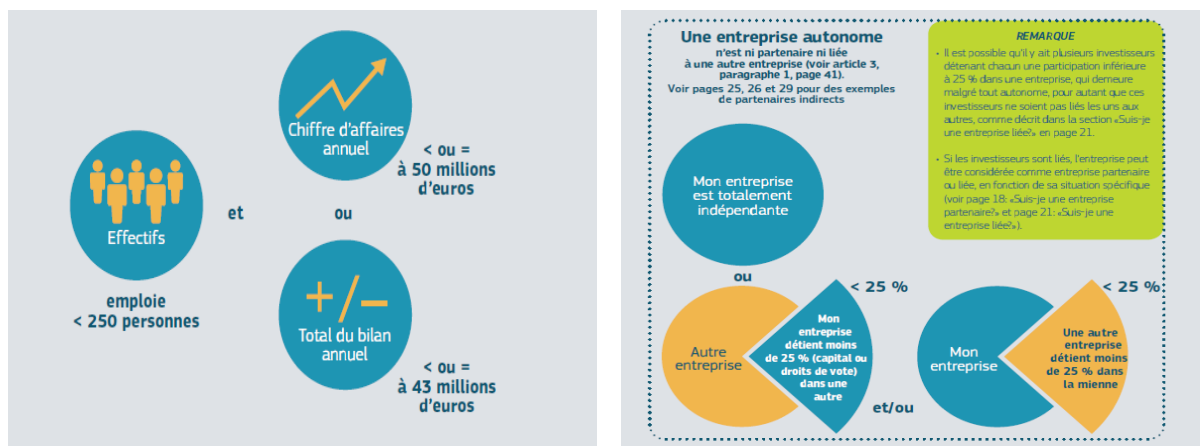 Chiffre d'affaires
annuel
< ou =
à 50 millions
d'euros
Effectifs
et
ou
emploie
< 250 personnes
+/–
Total du bilan
annuel
< ou =
à 43 millions
d'euros
Une entreprise autonome
n'est ni partenaire ni liée
à une autre entreprise (voir article 3,
paragraphe 1, page 41).
Voir pages 25, 26 et 29 pour des exemples
de partenaires indirects
REMARQUE
• Il est possible qu'il y ait plusieurs investisseurs
détenant chacun une participation inférieure
à 25 % dans une entreprise, qui demeure
malgré tout autonome, pour autant que ces
investisseurs ne soient pas liés les uns aux
autres, comme décrit dans la section «Suis-je
une entreprise liée?» en page 21.
• Si les investisseurs sont liés, l'entreprise peut
être considérée comme entreprise partenaire
ou liée, en fonction de sa situation spécifique
(voir page 18: «Suis-je une entreprise
partenaire?» et page 21: «Suis-je une
entreprise liée?»).
Mon entreprise
est totalement
indépendante
ou
Autre
entreprise
< 25 %
Mon
entreprise
détient moins
de 25 % (capital ou
droits de vote)
dans une
autre
et/ou
Mon
entreprise
< 25 %
Une autre
entreprise
détient moins
de 25 % dans
la mienne